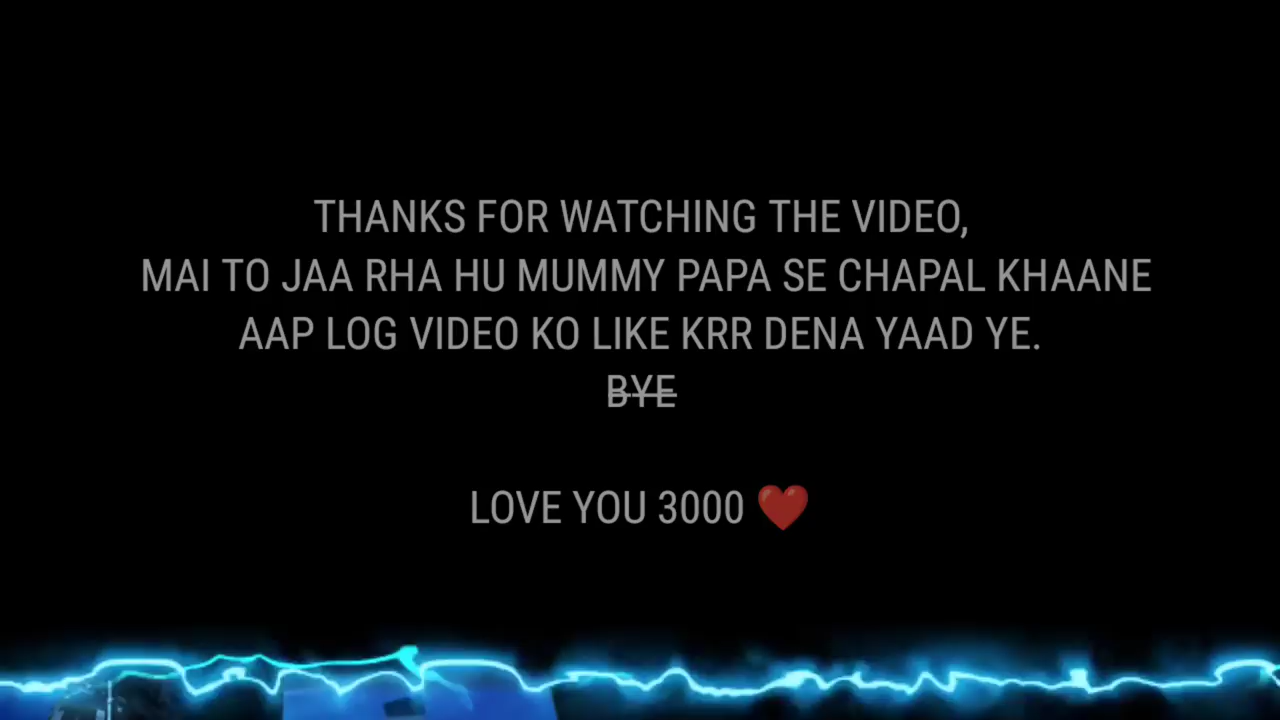 THANKS FOR WATCHING THE VIDEO,
MAI TO JAA RHA HU MUMMY PAPA SE CHAPAL KHAANE
AAP LOG VIDEO KO LIKE KRR DENA YAAD YE.
BYE
LOVE YOU 3000 ❤️